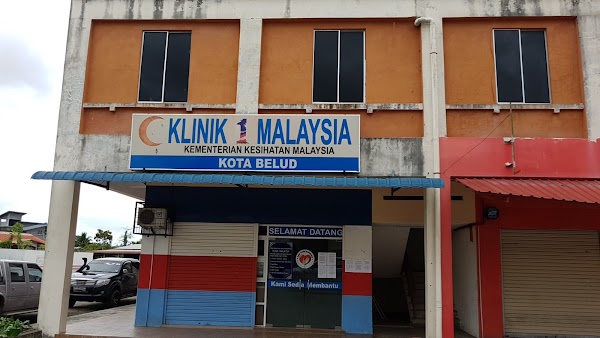 KLINIK 1 MALAYSIA
KEMENTERIAN KESIHATAN MALAYSIA
KOTA BELUD
SELAMAT DATANG
Kami Sedia Membantu